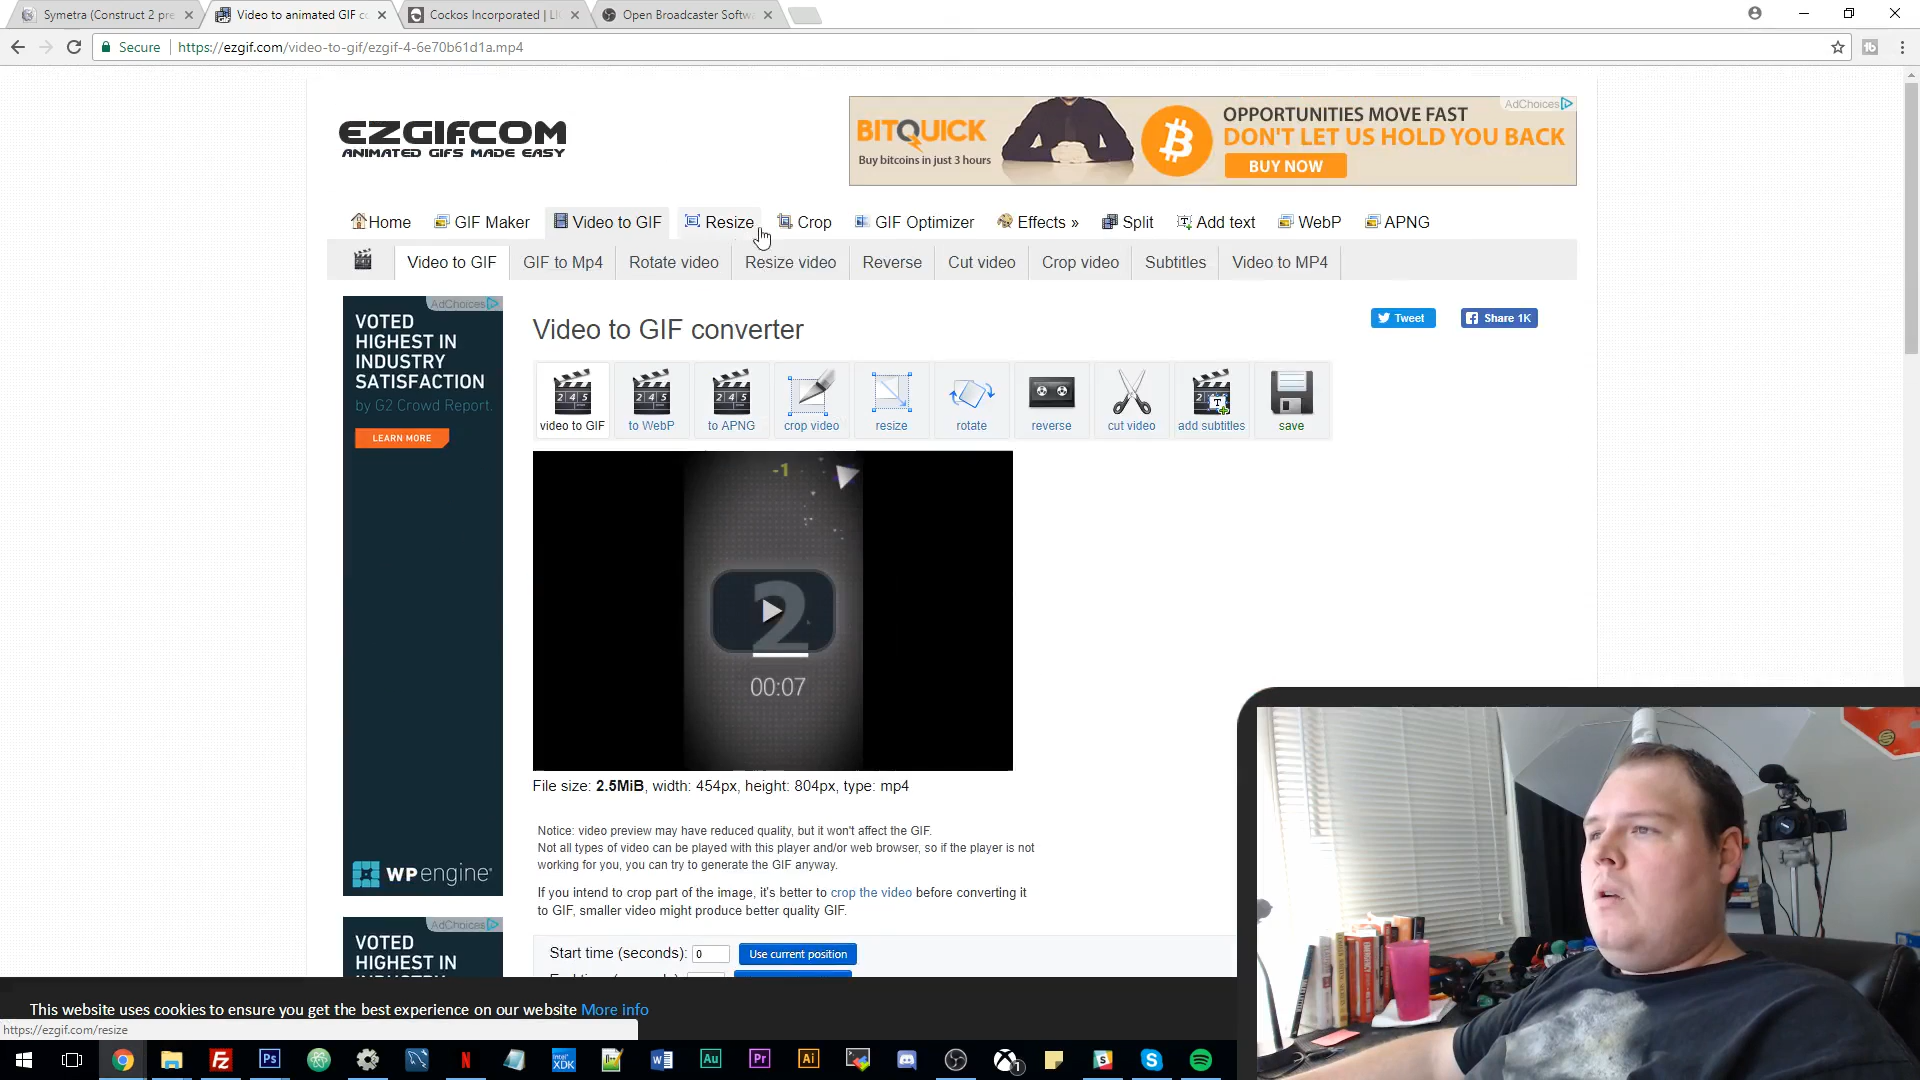 Symetra (Construct 2 pre
Video to animated GIF co
Cockos Incorporated | LI
Open Broadcaster Softwa
Secure
https://ezgif.com/video-to-gif/ezgif-4-6e70b61d1a.mp4
EZGIF.COM
ANIMATED GIFS MADE EASY
BITQUICK
Buy bitcoins in just 3 hours
OPPORTUNITIES MOVE FAST
DON'T LET US HOLD YOU BACK
BUY NOW
AdChoices
Home
GIF Maker
Video to GIF
Resize
Crop
GIF Optimizer
Effects »
Split
Add text
WebP
APNG
Video to GIF
GIF to Mp4
Rotate video
Resize video
Reverse
Cut video
Crop video
Subtitles
Video to MP4
AdChoices
VOTED
HIGHEST IN
INDUSTRY
SATISFACTION
by G2 Crowd Report.
LEARN MORE
WPengine
Video to GIF converter
Tweet
Share 1K
video to GIF
to WebP
to APNG
crop video
resize
rotate
reverse
cut video
add subtitles
save
-1
2
00:07
File size: 2.5MiB, width: 454px, height: 804px, type: mp4
Notice: video preview may have reduced quality, but it won't affect the GIF.
Not all types of video can be played with this player and/or web browser, so if the player is not
working for you, you can try to generate the GIF anyway.
If you intend to crop part of the image, it's better to crop the video before converting it
to GIF, smaller video might produce better quality GIF.
AdChoices
VOTED
HIGHEST IN
Start time (seconds): 0
Use current position
This website uses cookies to ensure you get the best experience on our website More info
https://ezgif.com/resize